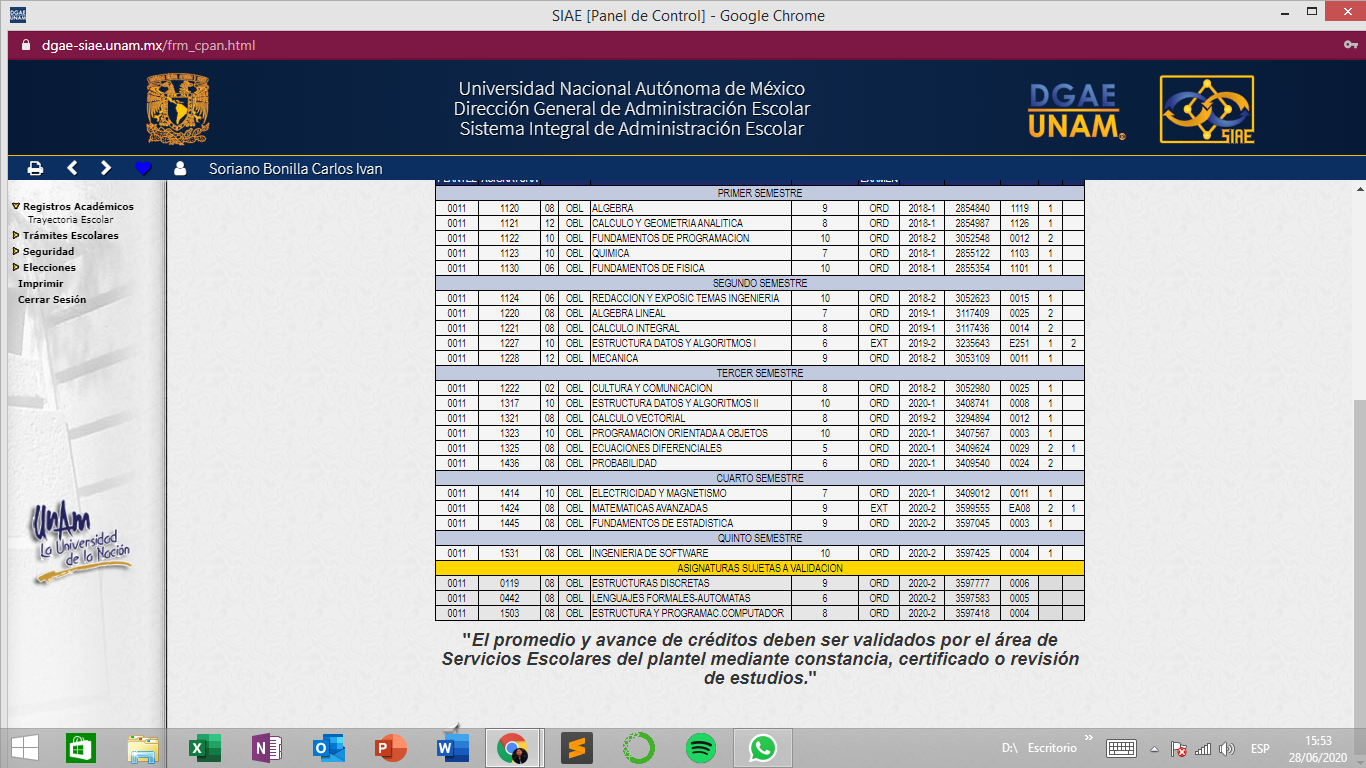 DGAE UNAM
SIAE [Panel de Control] - Google Chrome
dgae-siae.unam.mx/frm_cpan.html
Universidad Nacional Autónoma de México
Dirección General de Administración Escolar
Sistema Integral de Administración Escolar
DGAE
UNAM®
SIAE
Soriano Bonilla Carlos Ivan
Registros Académicos
Trayectoria Escolar
Trámites Escolares
Seguridad
Elecciones
Imprimir
Cerrar Sesión
UnAm
La Universidad
de la Nación
PLANTEL ASIGNATURA EXAMEN
PRIMER SEMESTRE
0011 1120 08 OBL ALGEBRA 9 ORD 2018-1 2854840 1119 1
0011 1121 12 OBL CALCULO Y GEOMETRIA ANALITICA 8 ORD 2018-1 2854987 1126 1
0011 1122 10 OBL FUNDAMENTOS DE PROGRAMACION 10 ORD 2018-2 3052548 0012 2
0011 1123 10 OBL QUIMICA 7 ORD 2018-1 2855122 1103 1
0011 1130 06 OBL FUNDAMENTOS DE FISICA 10 ORD 2018-1 2855354 1101 1
SEGUNDO SEMESTRE
0011 1124 06 OBL REDACCION Y EXPOSIC TEMAS INGENIERIA 10 ORD 2018-2 3052623 0015 1
0011 1220 08 OBL ALGEBRA LINEAL 7 ORD 2019-1 3117409 0025 2
0011 1221 08 OBL CALCULO INTEGRAL 8 ORD 2019-1 3117436 0014 2
0011 1227 10 OBL ESTRUCTURA DATOS Y ALGORITMOS I 6 EXT 2019-2 3235643 E251 1 2
0011 1228 12 OBL MECANICA 9 ORD 2018-2 3053109 0011 1
TERCER SEMESTRE
0011 1222 02 OBL CULTURA Y COMUNICACION 8 ORD 2018-2 3052980 0025 1
0011 1317 10 OBL ESTRUCTURA DATOS Y ALGORITMOS II 10 ORD 2020-1 3408741 0008 1
0011 1321 08 OBL CALCULO VECTORIAL 8 ORD 2019-2 3294894 0012 1
0011 1323 10 OBL PROGRAMACION ORIENTADA A OBJETOS 10 ORD 2020-1 3407567 0003 1
0011 1325 08 OBL ECUACIONES DIFERENCIALES 5 ORD 2020-1 3409624 0029 2 1
0011 1436 08 OBL PROBABILIDAD 6 ORD 2020-1 3409540 0024 2
CUARTO SEMESTRE
0011 1414 10 OBL ELECTRICIDAD Y MAGNETISMO 7 ORD 2020-1 3409012 0011 1
0011 1424 08 OBL MATEMATICAS AVANZADAS 9 EXT 2020-2 3599555 EA08 2 1
0011 1445 08 OBL FUNDAMENTOS DE ESTADISTICA 9 ORD 2020-2 3597045 0003 1
QUINTO SEMESTRE
0011 1531 08 OBL INGENIERIA DE SOFTWARE 10 ORD 2020-2 3597425 0004 1
ASIGNATURAS SUJETAS A VALIDACION
0011 0119 08 OBL ESTRUCTURAS DISCRETAS 9 ORD 2020-2 3597777 0006
0011 0442 08 OBL LENGUAJES FORMALES-AUTOMATAS 6 ORD 2020-2 3597583 0005
0011 1503 08 OBL ESTRUCTURA Y PROGRAMAC.COMPUTADOR 8 ORD 2020-2 3597418 0004
"El promedio y avance de créditos deben ser validados por el área de
Servicios Escolares del plantel mediante constancia, certificado o revisión
de estudios."
D:\ Escritorio
ESP
15:53
28/06/2020